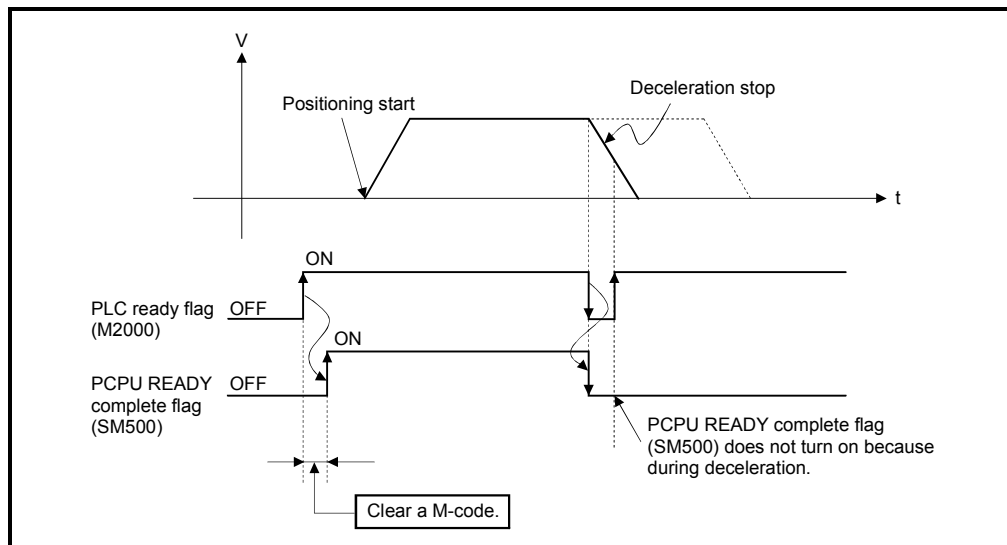 V
Deceleration stop
Positioning start
t
ON
PLC ready flag
(M2000)
OFF
ON
PCPU READY
complete flag
(SM500)
OFF
PCPU READY complete flag
(SM500) does not turn on because
during deceleration.
Clear a M-code.